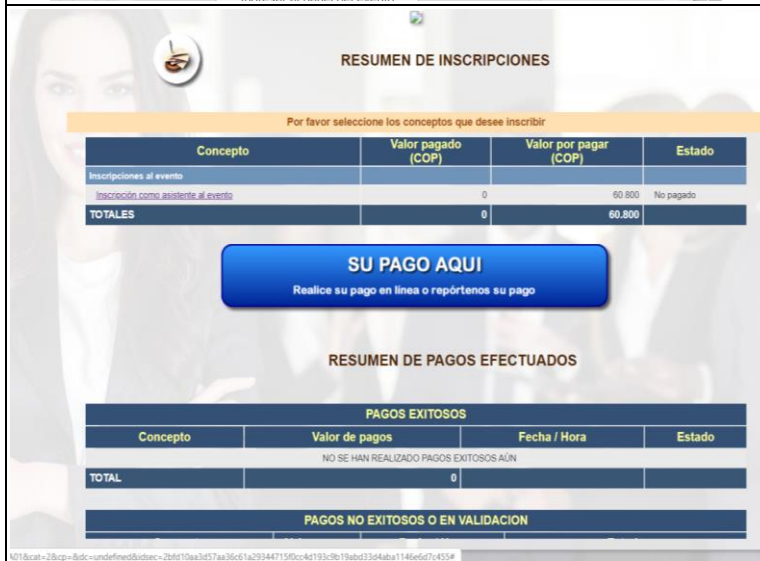 RESUMEN DE INSCRIPCIONES
Por favor seleccione los conceptos que desee inscribir
Concepto Valor pagado (COP) Valor por pagar (COP) Estado
Inscripciones al evento
Inscripción como asistente al evento 0 60.800 No pagado
TOTALES 0 60.800
SU PAGO AQUI
Realice su pago en línea o repórtenos su pago
RESUMEN DE PAGOS EFECTUADOS
PAGOS EXITOSOS
Concepto Valor de pagos Fecha / Hora Estado
NO SE HAN REALIZADO PAGOS EXITOSOS AÚN
TOTAL 0
PAGOS NO EXITOSOS O EN VALIDACION